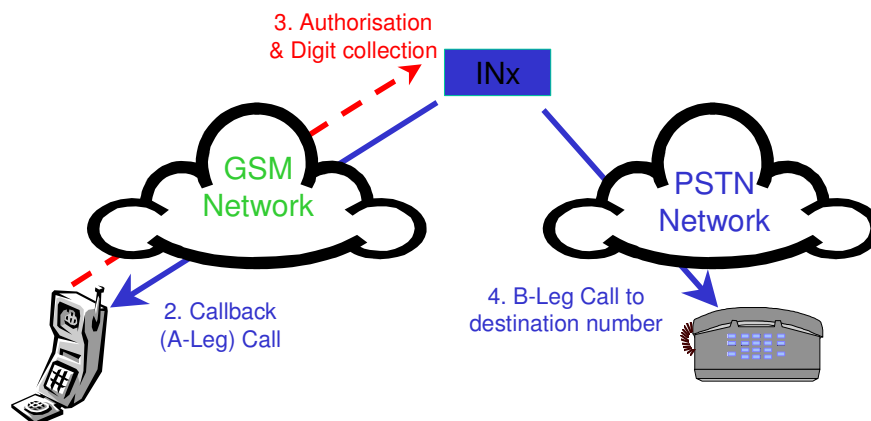 3. Authorisation
& Digit collection
INx
GSM
Network
PSTN
Network
2. Callback
(A-Leg) Call
4. B-Leg Call to
destination number